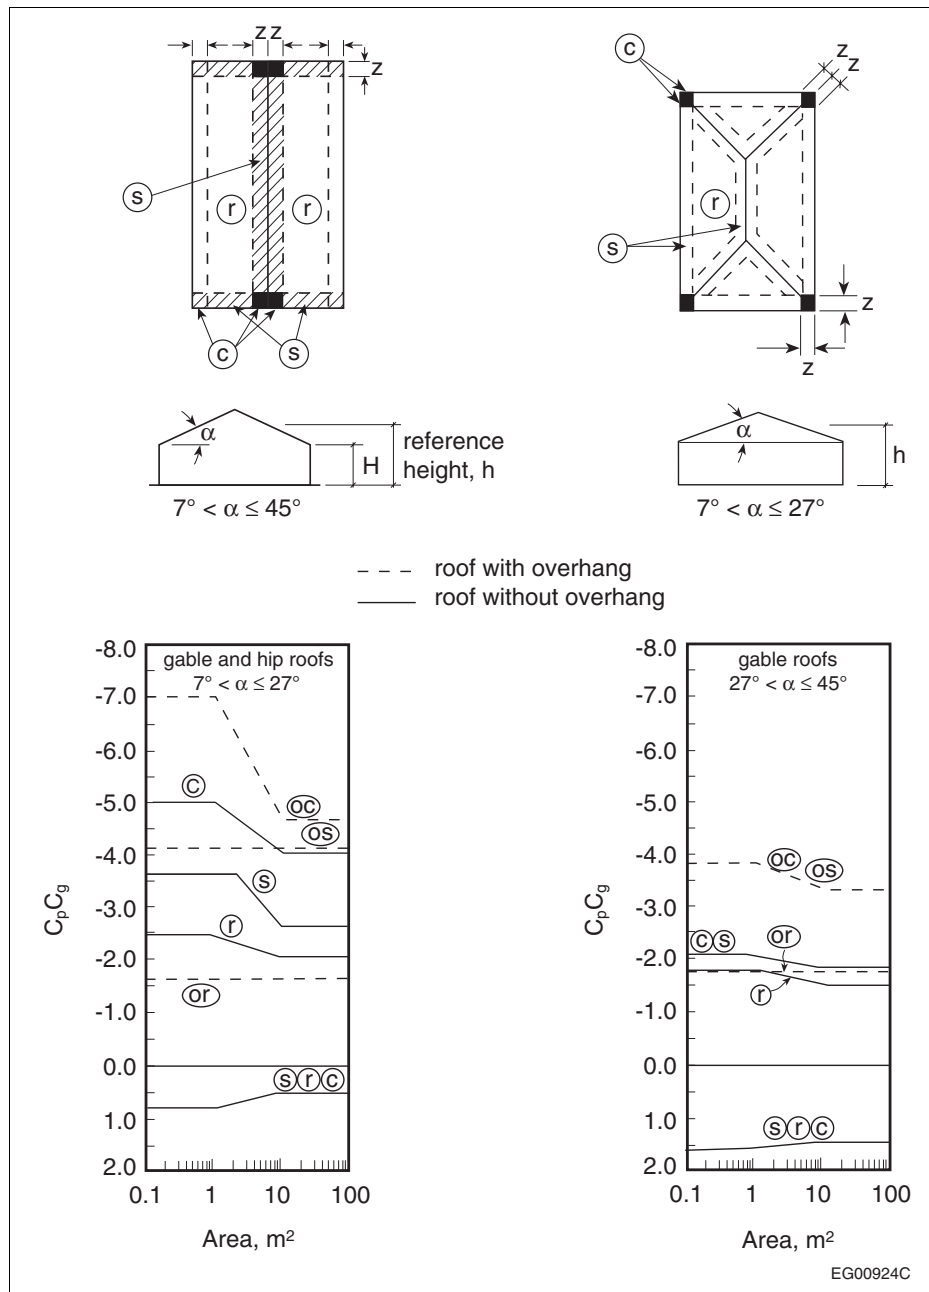 z z
z
s
r
r
c
s
c
z
z
r
s
z
z
α
H
reference
height, h
7° < α ≤ 45°
α
h
7° < α ≤ 27°
roof with overhang
roof without overhang
gable and hip roofs
7° < α ≤ 27°
-8.0
-7.0
-6.0
-5.0
-4.0
-3.0
-2.0
-1.0
0.0
1.0
2.0
CpCg
c
oc
os
s
r
or
s r c
0.1 1 10 100
Area, m²
gable roofs
27° < α ≤ 45°
-8.0
-7.0
-6.0
-5.0
-4.0
-3.0
-2.0
-1.0
0.0
1.0
2.0
CpCg
oc
os
c s
or
r
s r c
0.1 1 10 100
Area, m²
EG00924C